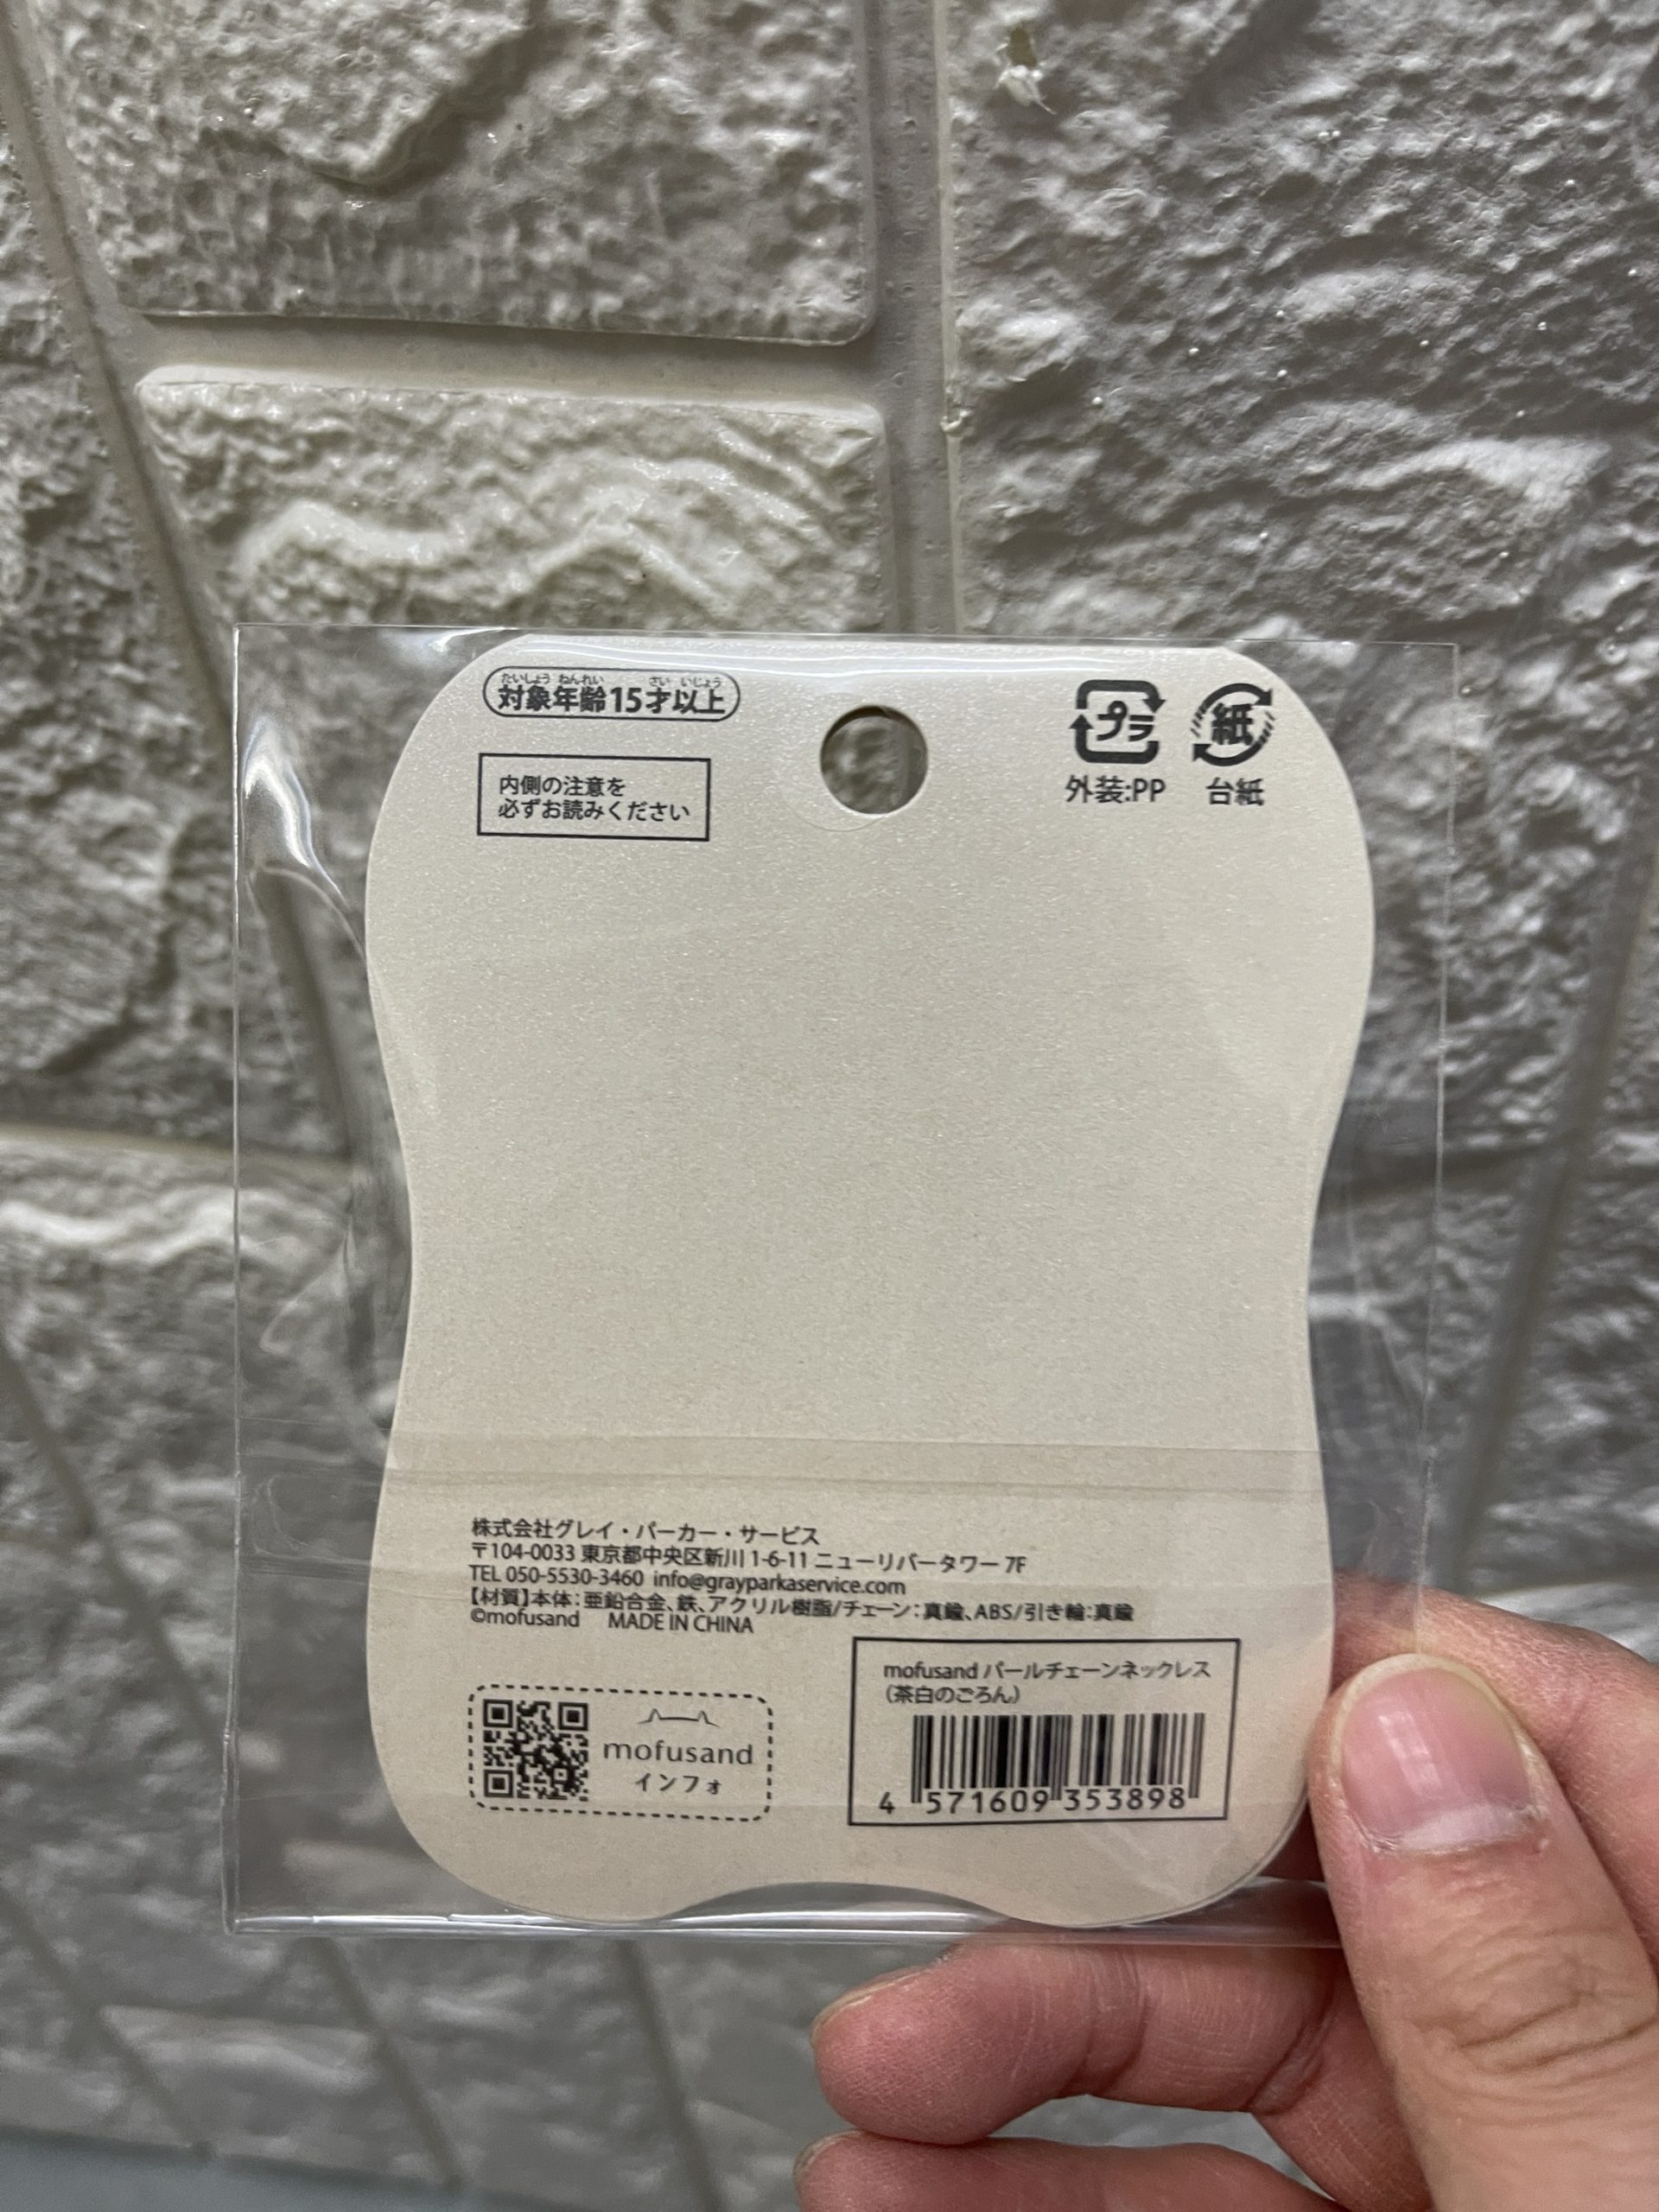 たいしょう ねんれい さい いじょう
対象年齢15才以上
内側の注意を
必ずお読みください
プラ
外装:PP
紙
台紙
株式会社グレイ・パーカー・サービス
〒104-0033 東京都中央区新川 1-6-11 ニューリバータワー 7F
TEL 050-5530-3460 info@grayparkaservice.com
【材質】本体:亜鉛合金、鉄、アクリル樹脂/チェーン:真鍮、ABS/引き輪:真鍮
©mofusand MADE IN CHINA
mofusand
インフォ
mofusand パールチェーンネックレス
（茶白のごろん）
4 571609 353898